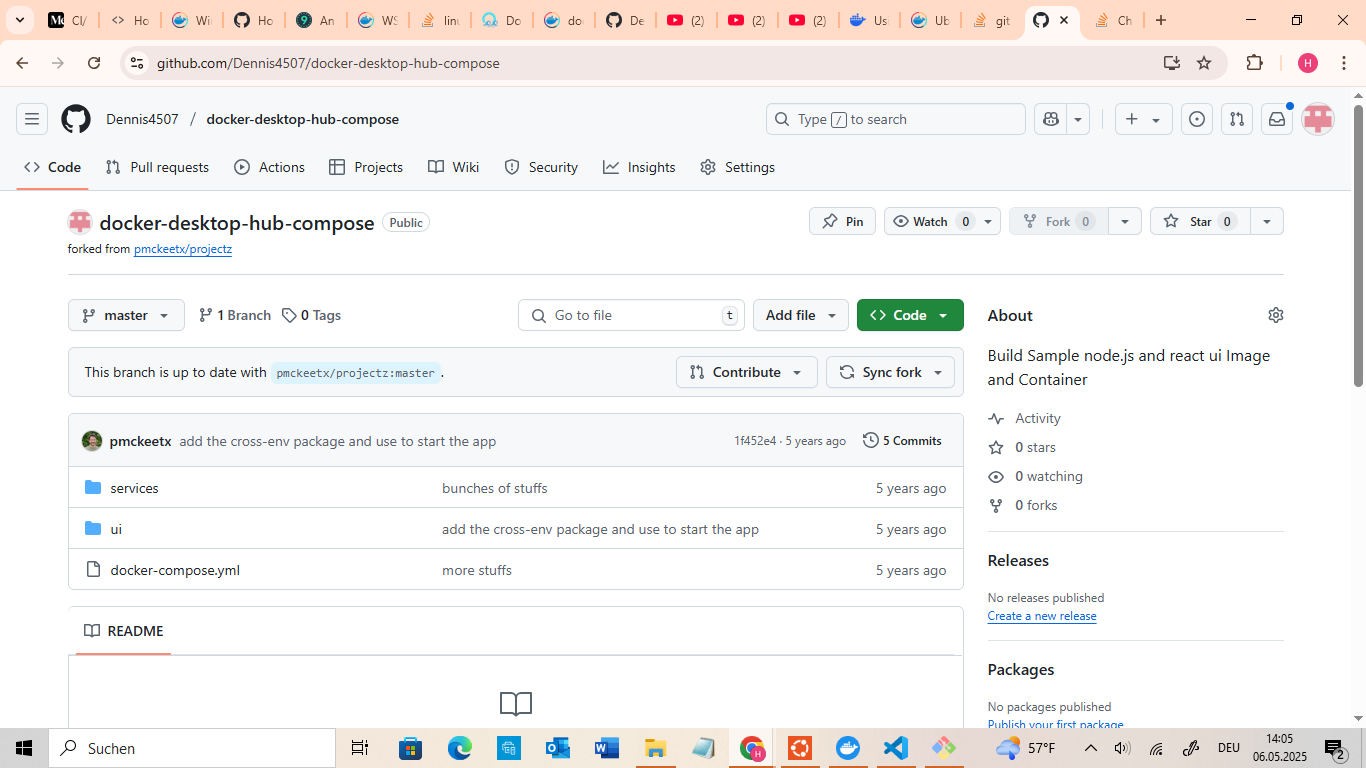 Cl/
Ho
Wi
Ho
An
WS
linu
Do
doc
De
(2)
(2)
(2)
Usi
Ub
git
Ch
github.com/Dennis4507/docker-desktop-hub-compose
H
Dennis4507 / docker-desktop-hub-compose
Type / to search
Code Pull requests Actions Projects Wiki Security Insights Settings
docker-desktop-hub-compose Public
Pin Watch 0 Fork 0 Star 0
forked from pmckeetx/projectz
master 1 Branch 0 Tags Go to file t Add file Code
This branch is up to date with pmckeetx/projectz:master .
Contribute Sync fork
pmckeetx add the cross-env package and use to start the app 1f452e4 · 5 years ago 5 Commits
services bunches of stuffs 5 years ago
ui add the cross-env package and use to start the app 5 years ago
docker-compose.yml more stuffs 5 years ago
README
About
Build Sample node.js and react ui Image
and Container
Activity
0 stars
0 watching
0 forks
Releases
No releases published
Create a new release
Packages
No packages published
Publish your first package
Suchen
57°F
DEU
14:05
06.05.2025
2